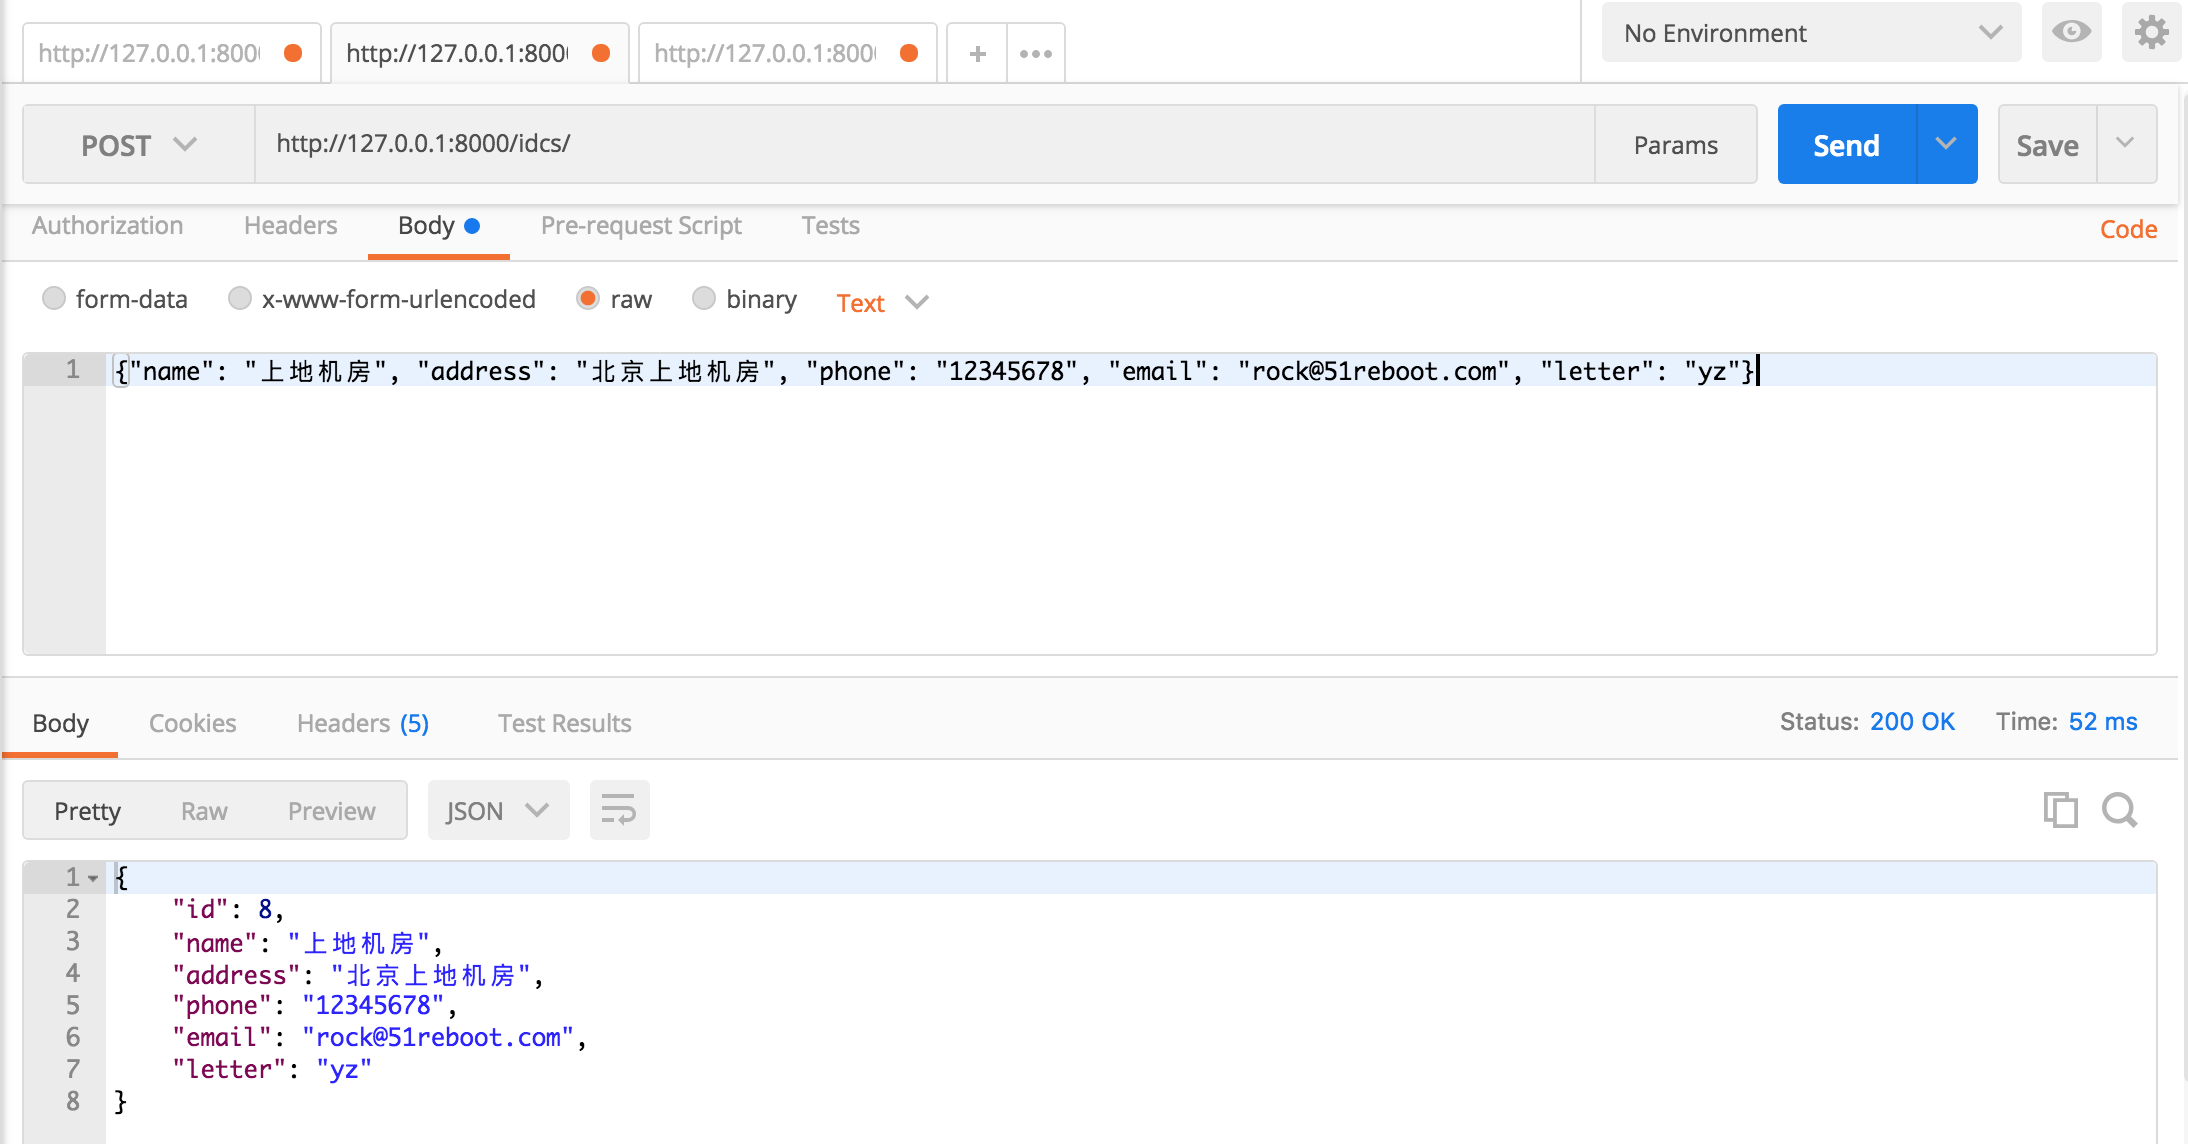 http://127.0.0.1:800 http://127.0.0.1:800 http://127.0.0.1:800 + ••• No Environment
POST http://127.0.0.1:8000/idcs/ Params Send Save
Authorization Headers Body Pre-request Script Tests Code
form-data x-www-form-urlencoded raw binary Text
1 {"name": "上地机房", "address": "北京上地机房", "phone": "12345678", "email": "rock@51reboot.com", "letter": "yz"}
Body Cookies Headers (5) Test Results Status: 200 OK Time: 52 ms
Pretty Raw Preview JSON
1 {
2 "id": 8,
3 "name": "上地机房",
4 "address": "北京上地机房",
5 "phone": "12345678",
6 "email": "rock@51reboot.com",
7 "letter": "yz"
8 }